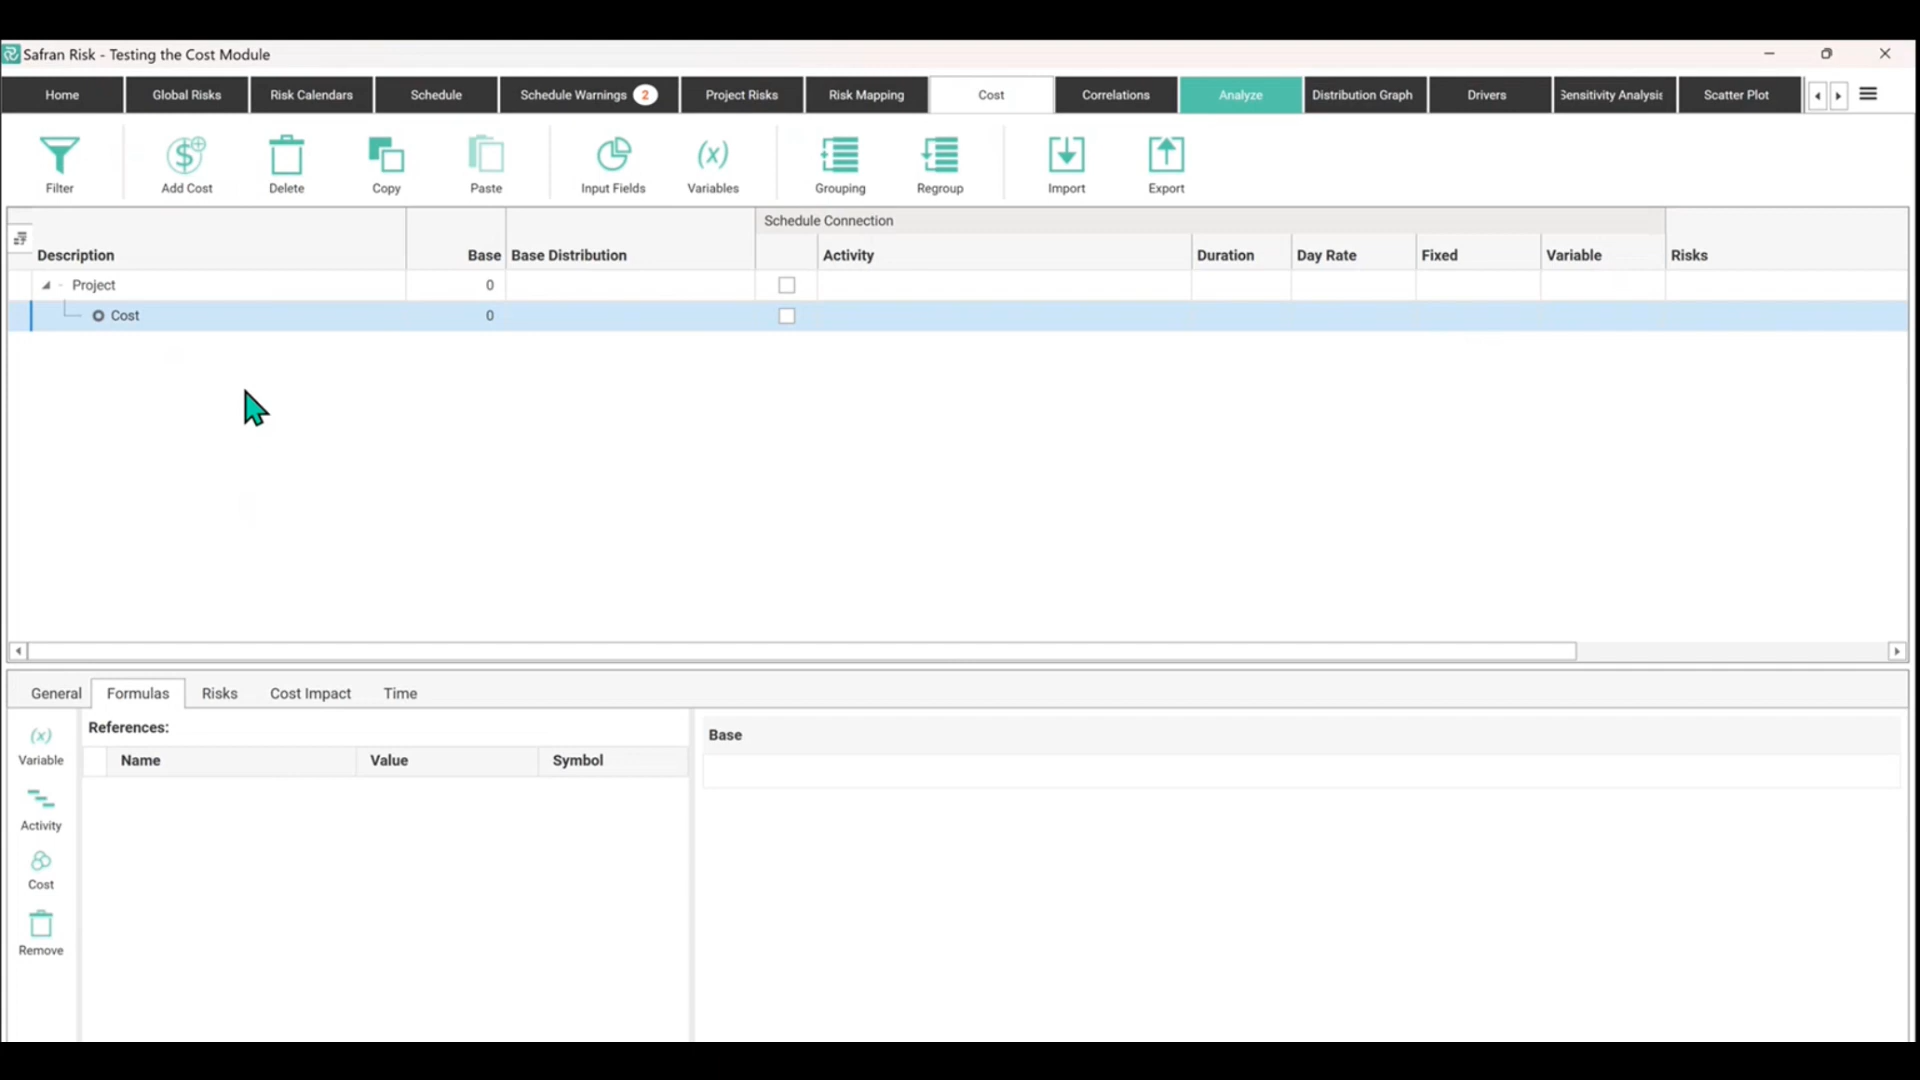 Safran Risk - Testing the Cost Module
Home Global Risks Risk Calendars Schedule Schedule Warnings 2 Project Risks Risk Mapping Cost Correlations Analyze Distribution Graph Drivers Sensitivity Analysis Scatter Plot
Filter Add Cost Delete Copy Paste Input Fields (x) Variables Grouping Regroup Import Export
Schedule Connection
Description Base Base Distribution Activity Duration Day Rate Fixed Variable Risks
Project 0
Cost 0
General Formulas Risks Cost Impact Time
References:
Base
(x)
Variable
Name Value Symbol
Activity
Cost
Remove